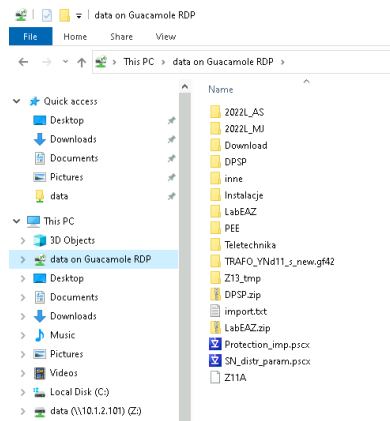 data on Guacamole RDP
File Home Share View
This PC data on Guacamole RDP
Name
Quick access
Desktop
Downloads
Documents
Pictures
data
This PC
3D Objects
data on Guacamole RDP
Desktop
Documents
Downloads
Music
Pictures
Videos
Local Disk (C:)
data (\\10.1.2.101) (Z:)
2022L_AS
2022L_MJ
Download
DPSP
inne
Instalacje
LabEAZ
PEE
Teletechnika
TRAFO_YNd11_s_new.gf42
Z13_tmp
DPSP.zip
import.txt
LabEAZ.zip
Protection_imp.pscx
SN_distr_param.pscx
Z11A